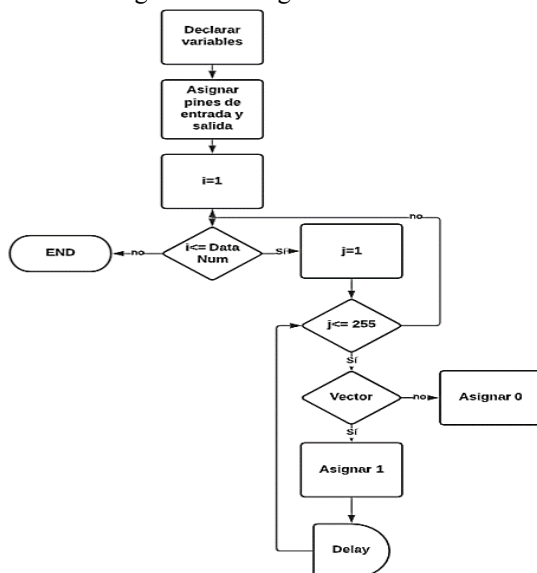 Declarar
variables
Asignar
pines de
entrada y
salida
i=1
no
i<= Data
Num
no
END
Sí
j=1
j<= 255
Sí
Vector
no
Asignar 0
Sí
Asignar 1
Delay